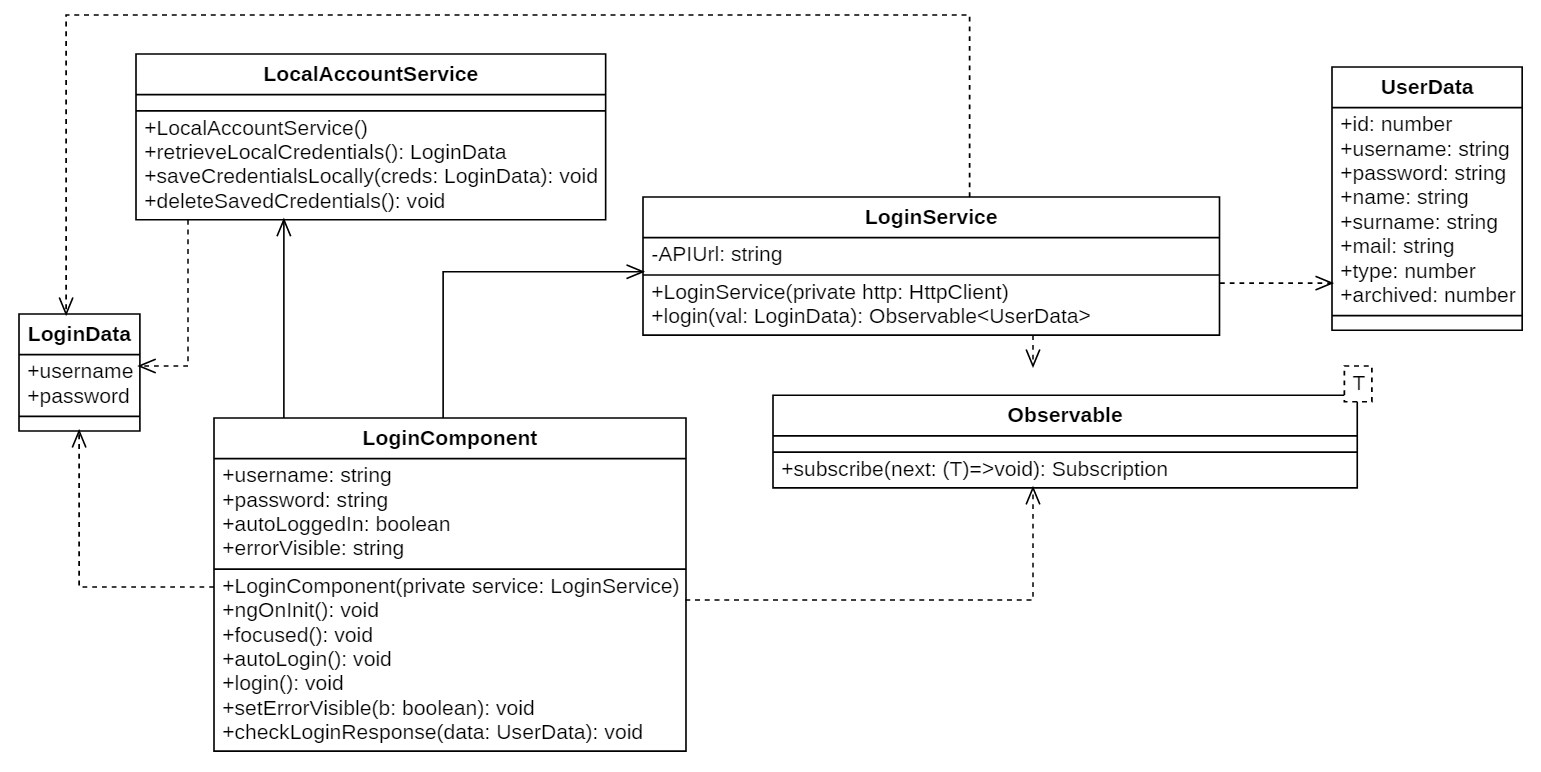 LocalAccountService
+LocalAccountService()
+retrieveLocalCredentials(): LoginData
+saveCredentialsLocally(creds: LoginData): void
+deleteSavedCredentials(): void
UserData
+id: number
+username: string
+password: string
+name: string
+surname: string
+mail: string
+type: number
+archived: number
LoginService
-APIUrl: string
+LoginService(private http: HttpClient)
+login(val: LoginData): Observable<UserData>
LoginData
+username
+password
T
Observable
+subscribe(next: (T)=>void): Subscription
LoginComponent
+username: string
+password: string
+autoLoggedIn: boolean
+errorVisible: string
+LoginComponent(private service: LoginService)
+ngOnInit(): void
+focused(): void
+autoLogin(): void
+login(): void
+setErrorVisible(b: boolean): void
+checkLoginResponse(data: UserData): void